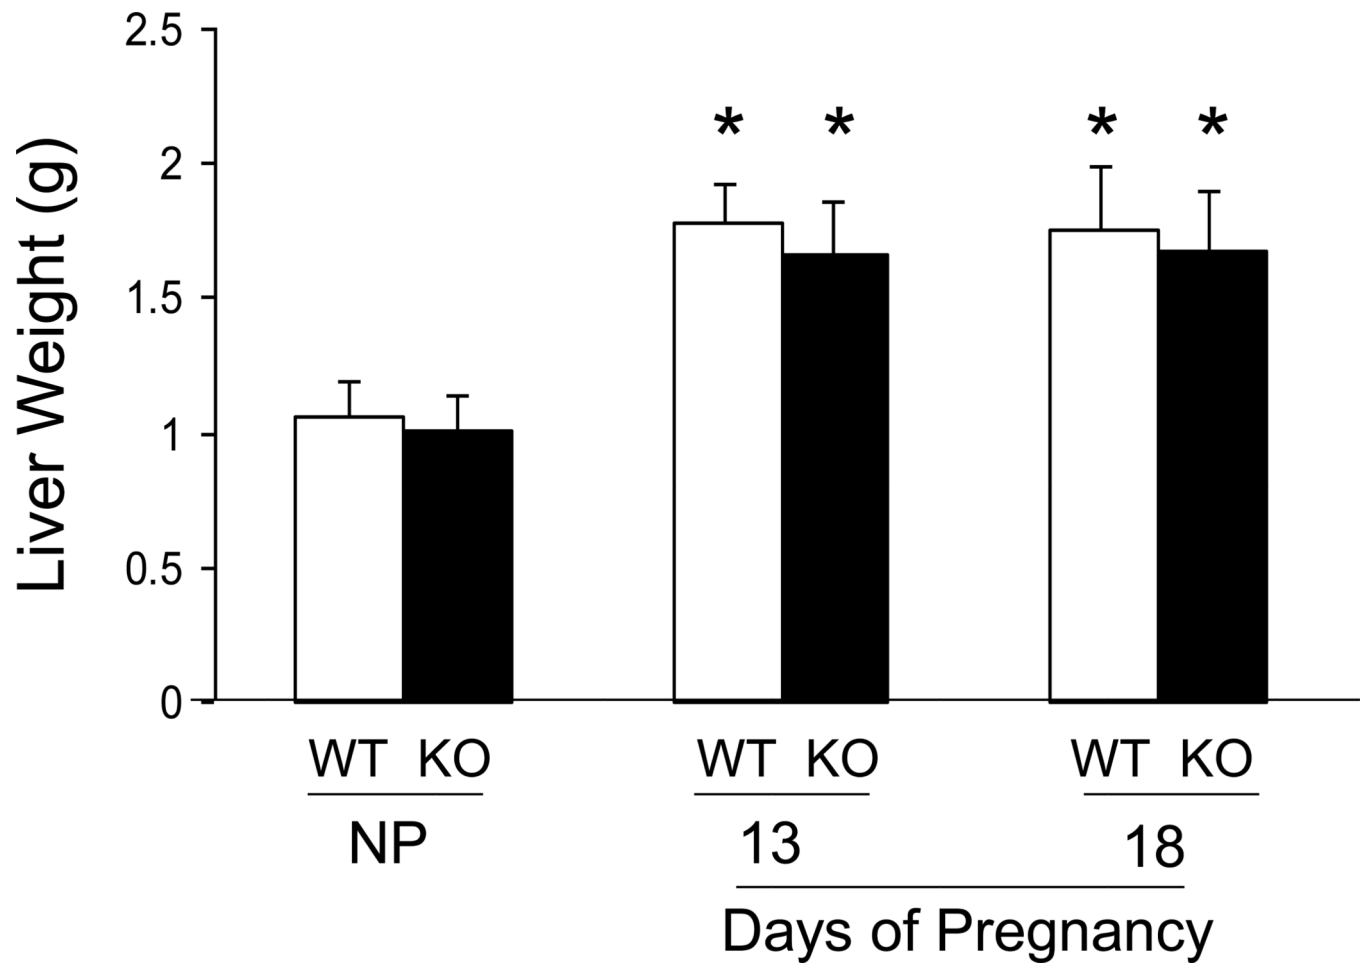 Liver Weight (g)
2.5
2
1.5
1
0.5
0
* * * *
WT KO WT KO WT KO
NP 13 18
Days of Pregnancy